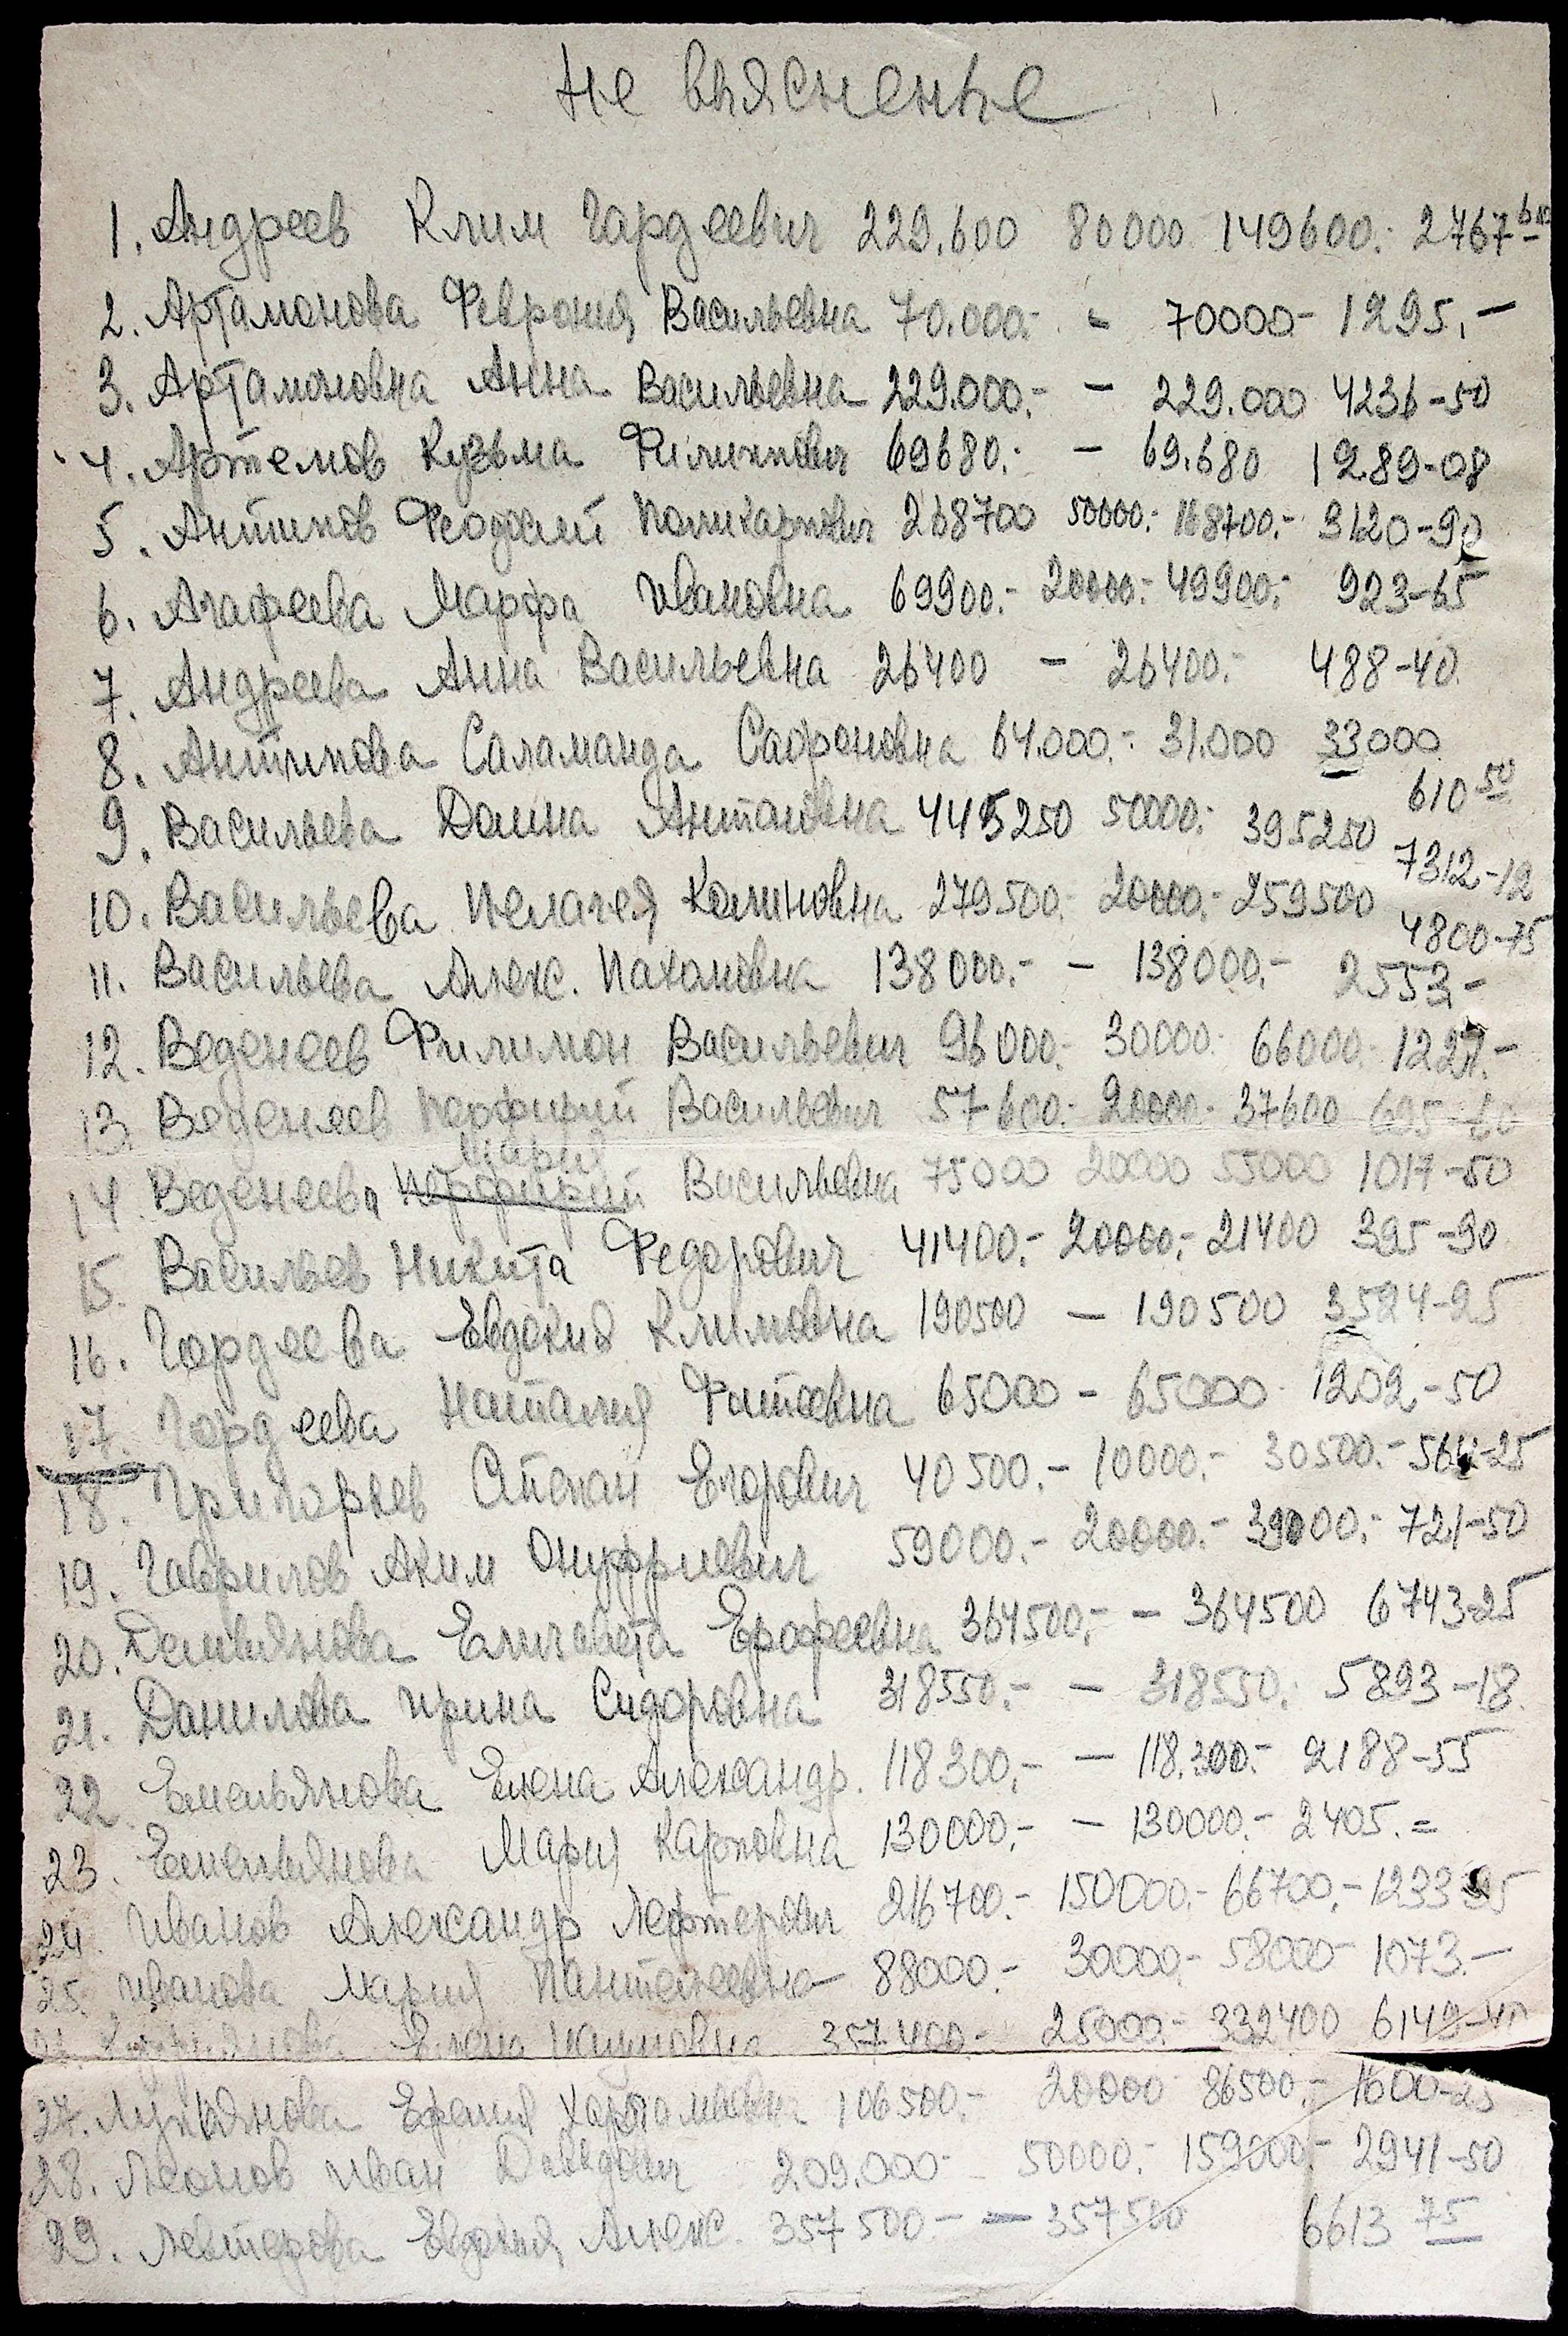 Не выясненые
1. Андреев Клим Гардеевич 229.600 80000 149600.- 2767 60
2. Артамонова Феврония Васильевна 70.000.- - 70000- 1295.-
3. Артамоновна Анна Васильевна 229.000.- - 229.000 4236-50
4. Артемов Кузьма Филиппович 69680.- - 69.680 1289-08
5. Антипов Феодосий Поликарпович 218700 50000.- 168700.- 3120-90
6. Агафеева Марфа Ивановна 69900.- 20000.- 49900.- 923-65
7. Андреева Анна Васильевна 26400 - 26400.- 488-40.
8. Антипова Саламанда Сафроновна 64.000.- 31.000 33000
610 50
9. Васильева Домна Антановна 445250 50000.- 395250
7312-12
10. Васильева Пелагея Калиновна 279500.- 20000.- 259500
4800-75
11. Васильева Алекс. Пахановна 138000.- - 138000.- 2553-
12. Веденеев Филимон Васильевич 96000.- 30000.- 66000. 1221.-
13. Веденеев Порфирий Васильевич 57600.- 20000.- 37600 695-60
Мария
14. Веденеева Порфирий Васильевна 75000 20000 55000 1017-50
15. Васильев Никита Федорович 41400.- 20000.- 21400 395-90
16. Гордеева Евдокия Климовна 190500 - 190500 3524-25
17. Гордеева Наталия Фатеевна 65000 - 65000 1202-50
18. Григорьев Степан Егорович 40500.- 10000.- 30500.- 564-25
19. Гаврилов Аким Онуфриевич 59000.- 20000.- 39000.- 721-50
20. Демьянова Елизавета Ерофеевна 364500.- - 364500 6743-25
21. Данилова Ирина Сидоровна 318550.- - 318550.- 5893-18.
22. Емельянова Елена Александр. 118300.- - 118.300.- 2188-55
23. Емельянова Мария Карповна 130000.- - 130000.- 2405.=
24. Иванов Александр Лефтерович 216700.- 150000.- 66700.- 1233-95
25. Иванова Мария Пантелеевна 88000.- 30000.- 58000- 1073.-
26. Елена 357400.- 25000.- 332400 6149-40
27. Лукьянова Харламовна 106500.- 20000 86500.- 1600-25
28. Леонов Иван Давыдович 209.000- 50000.- 159000.- 2941-50
29. Левтерова Евдокия Алекс. 357500- - 357500 6613 75